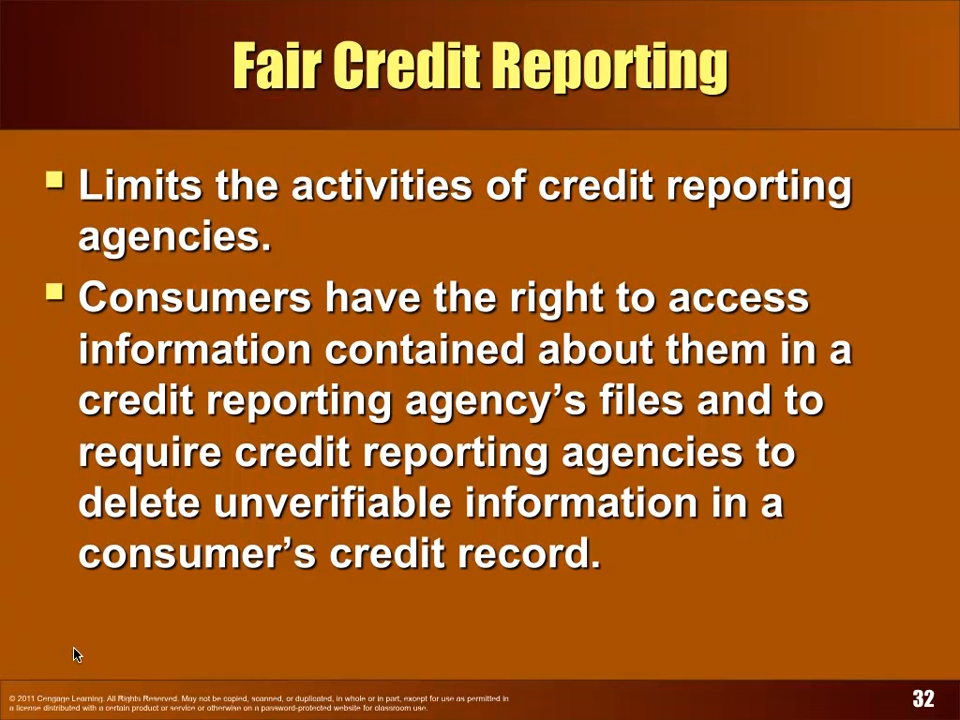 Fair Credit Reporting
Limits the activities of credit reporting
agencies.
Consumers have the right to access
information contained about them in a
credit reporting agency’s files and to
require credit reporting agencies to
delete unverifiable information in a
consumer’s credit record.
© 2011 Cengage Learning. All Rights Reserved. May not be copied, scanned, or duplicated, in whole or in part, except for use as permitted in
a license distributed with a certain product or service or otherwise on a password-protected website for classroom use.
32